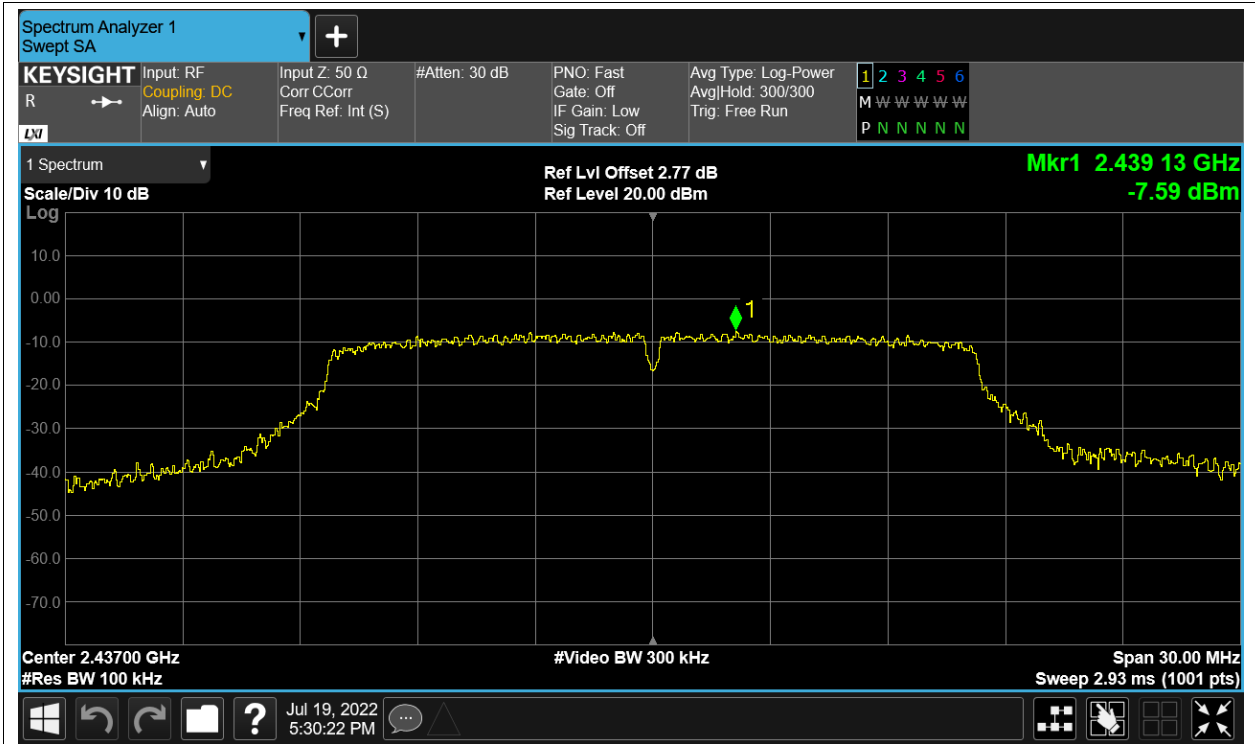 Spectrum Analyzer 1
Swept SA
KEYSIGHT
R
LXI
Input: RF
Coupling: DC
Align: Auto
Input Z: 50 Ω
Corr CCorr
Freq Ref: Int (S)
#Atten: 30 dB
PNO: Fast
Gate: Off
IF Gain: Low
Sig Track: Off
Avg Type: Log-Power
Avg|Hold: 300/300
Trig: Free Run
1 2 3 4 5 6
M W W W W W W
P N N N N N N
1 Spectrum
Scale/Div 10 dB
Ref Lvl Offset 2.77 dB
Ref Level 20.00 dBm
Mkr1 2.439 13 GHz
-7.59 dBm
Log
10.0
0.00
1
-10.0
-20.0
-30.0
-40.0
-50.0
-60.0
-70.0
Center 2.43700 GHz
#Video BW 300 kHz
Span 30.00 MHz
#Res BW 100 kHz
Sweep 2.93 ms (1001 pts)
?
Jul 19, 2022
5:30:22 PM